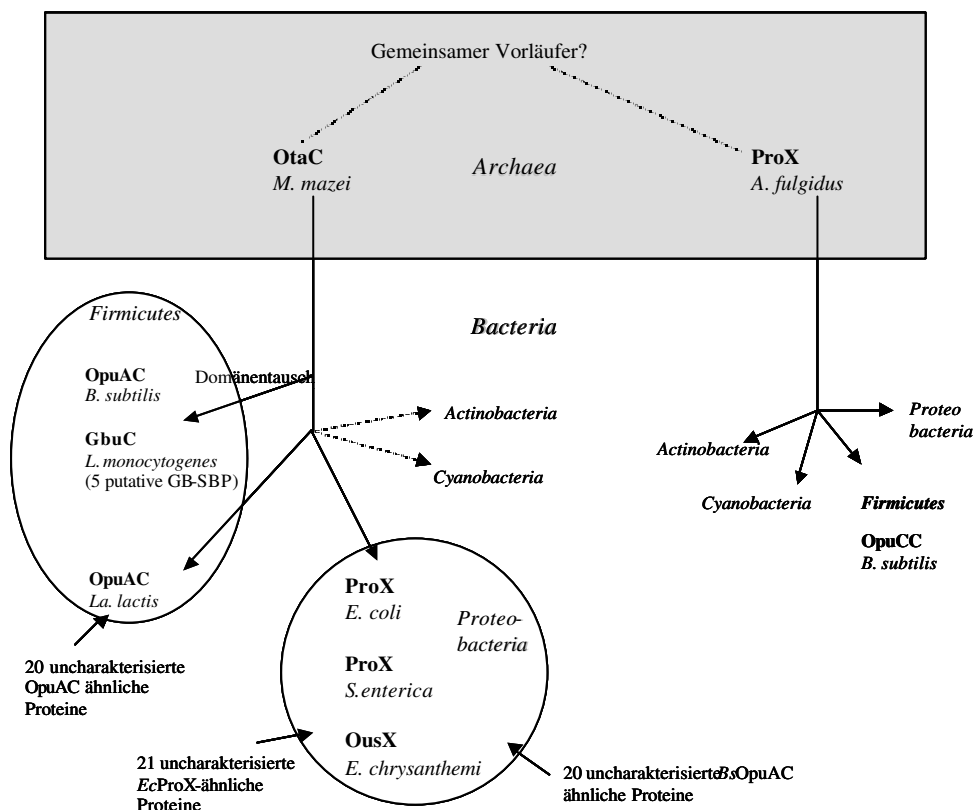 Gemeinsamer Vorläufer?
OtaC
M. mazei
Archaea
ProX
A. fulgidus
Firmicutes
Bacteria
OpuAC
B. subtilis
Domänentausch
GbuC
L. monocytogenes
(5 putative GB-SBP)
OpuAC
La. lactis
Actinobacteria
Cyanobacteria
Proteo
bacteria
Actinobacteria
Cyanobacteria
Firmicutes
OpuCC
B. subtilis
20 uncharakterisierte
OpuAC ähnliche
Proteine
ProX
E. coli
Proteo-
bacteria
ProX
S.enterica
OusX
E. chrysanthemi
21 uncharakterisierte
EcProX-ähnliche
Proteine
20 uncharakterisierteBsOpuAC
ähnliche Proteine